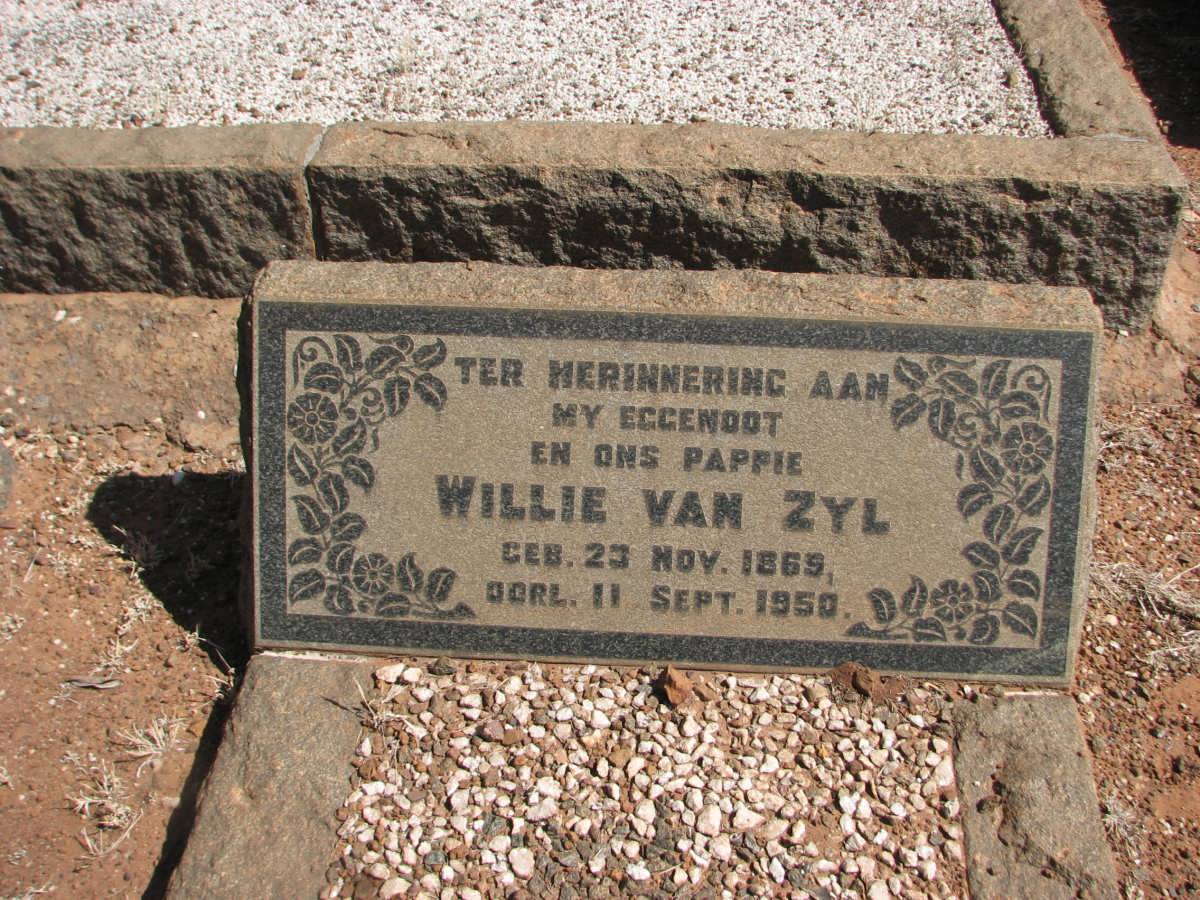 TER HERINNERING AAN
MY EGGENOOT
EN ONS PAPPIE
WILLIE VAN ZYL
GEB. 23 NOV. 1869,
OORL. 11 SEPT. 1950.